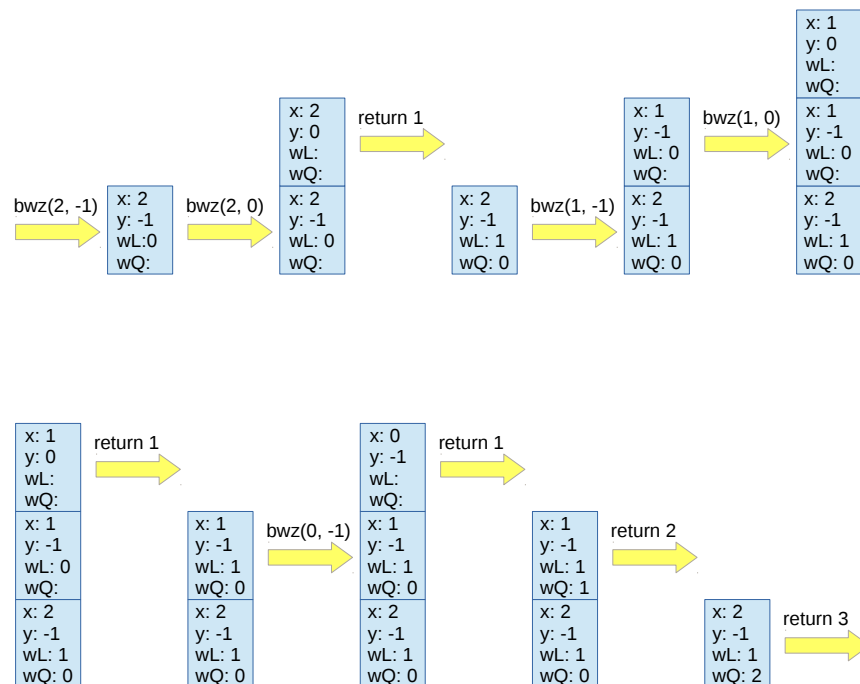 bwz(2, -1)
x: 2
y: -1
wL:0
wQ:
bwz(2, 0)
x: 2
y: 0
wL:
wQ:
x: 2
y: -1
wL: 0
wQ:
return 1
x: 2
y: -1
wL: 1
wQ: 0
bwz(1, -1)
x: 1
y: -1
wL: 0
wQ:
x: 2
y: -1
wL: 1
wQ: 0
bwz(1, 0)
x: 1
y: 0
wL:
wQ:
x: 1
y: -1
wL: 0
wQ:
x: 2
y: -1
wL: 1
wQ: 0
x: 1
y: 0
wL:
wQ:
x: 1
y: -1
wL: 0
wQ:
x: 2
y: -1
wL: 1
wQ: 0
return 1
x: 1
y: -1
wL: 1
wQ: 0
x: 2
y: -1
wL: 1
wQ: 0
bwz(0, -1)
x: 0
y: -1
wL:
wQ:
x: 1
y: -1
wL: 1
wQ: 0
x: 2
y: -1
wL: 1
wQ: 0
return 1
x: 1
y: -1
wL: 1
wQ: 1
x: 2
y: -1
wL: 1
wQ: 0
return 2
x: 2
y: -1
wL: 1
wQ: 2
return 3